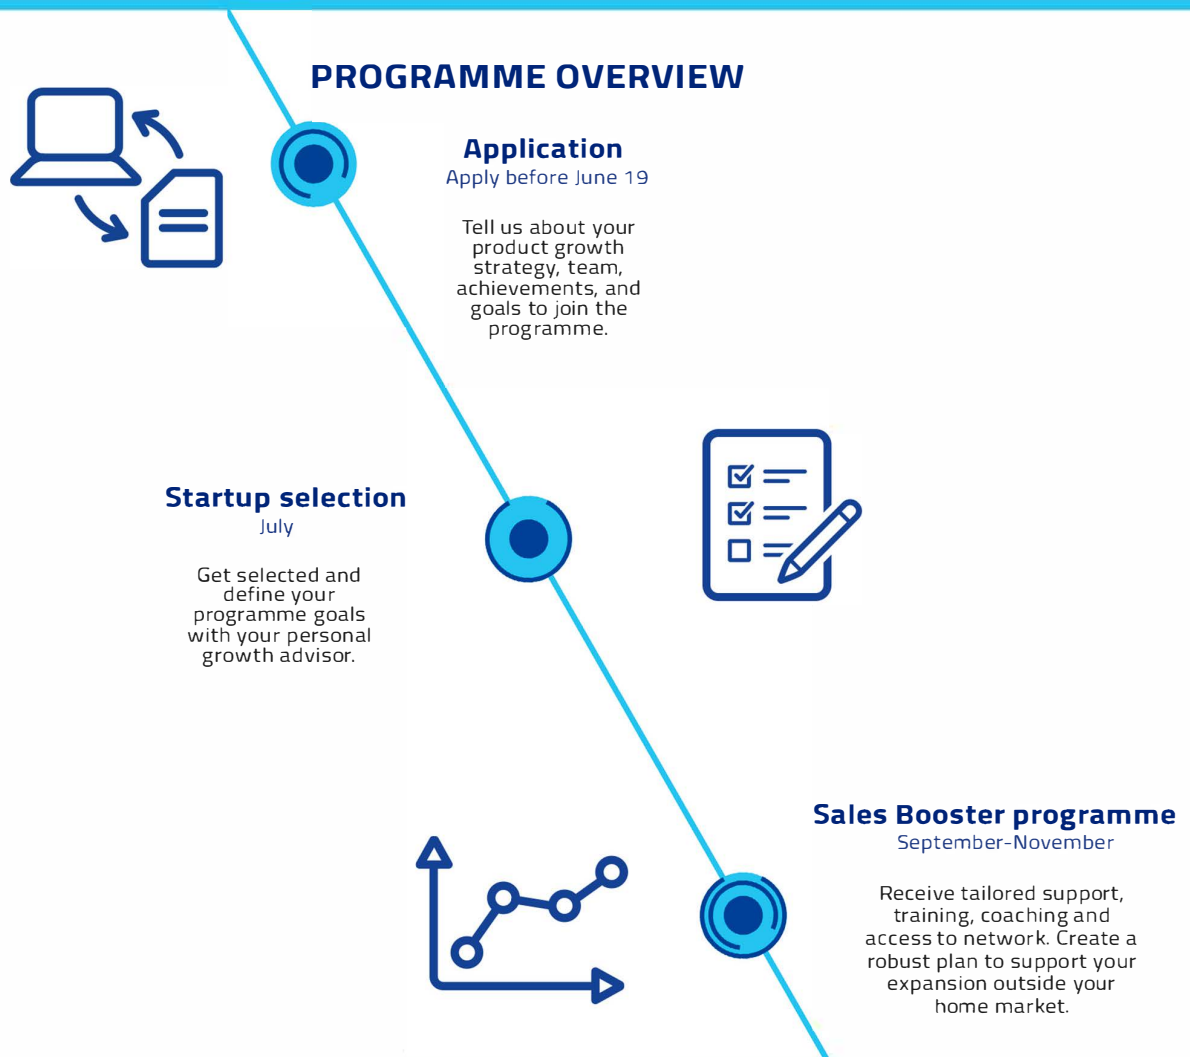 PROGRAMME OVERVIEW
Application
Apply before June 19
Tell us about your
product growth
strategy, team,
achievements, and
goals to join the
programme.
Startup selection
July
Get selected and
define your
programme goals
with your personal
growth advisor.
Sales Booster programme
September-November
Receive tailored support,
training, coaching and
access to network. Create a
robust plan to support your
expansion outside your
home market.